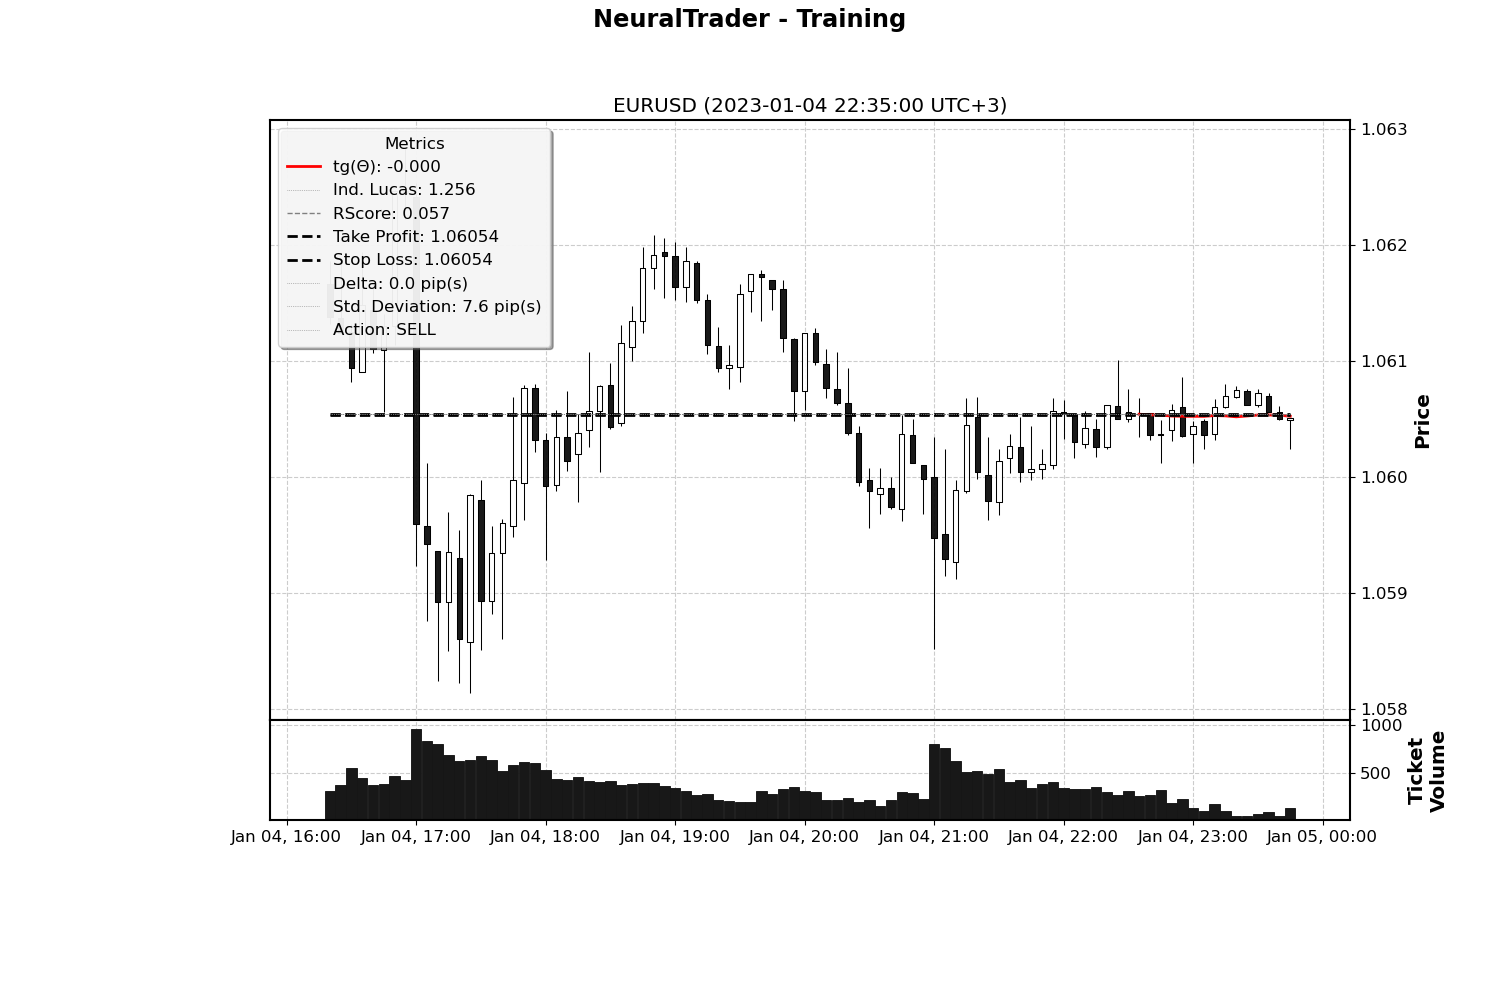 NeuralTrader - Training
EURUSD (2023-01-04 22:35:00 UTC+3)
Metrics
tg(Θ): -0.000
Ind. Lucas: 1.256
RScore: 0.057
Take Profit: 1.06054
Stop Loss: 1.06054
Delta: 0.0 pip(s)
Std. Deviation: 7.6 pip(s)
Action: SELL
1.063
1.062
1.061
1.060
1.059
1.058
Price
1000
500
Ticket
Volume
Jan 04, 16:00
Jan 04, 17:00
Jan 04, 18:00
Jan 04, 19:00
Jan 04, 20:00
Jan 04, 21:00
Jan 04, 22:00
Jan 04, 23:00
Jan 05, 00:00